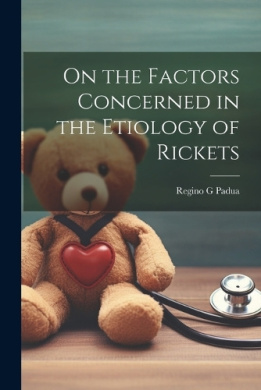 On the Factors
Concerned in
the Etiology of
Rickets
Regino G Padua